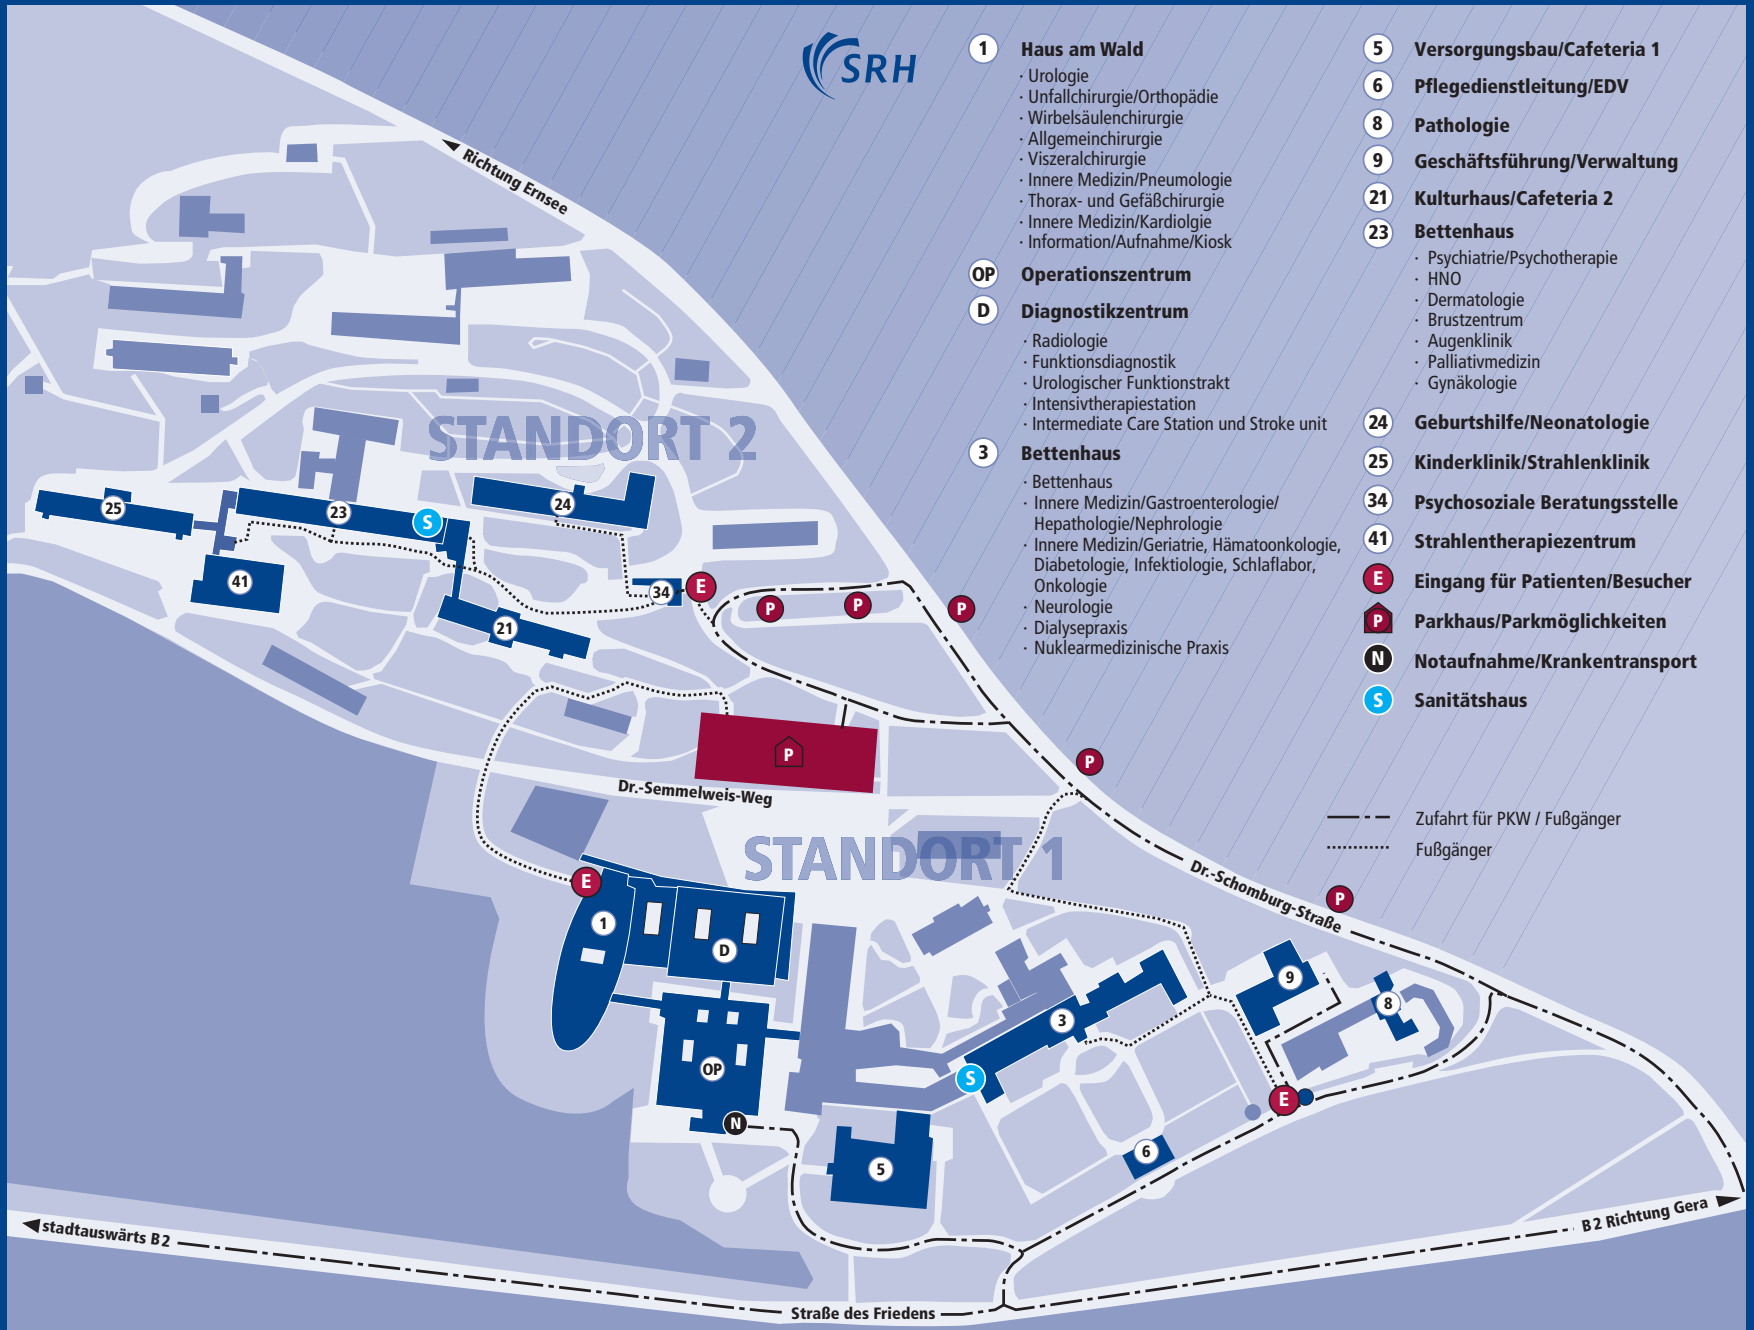 SRH
1 Haus am Wald
· Urologie
· Unfallchirurgie/Orthopädie
· Wirbelsäulenchirurgie
· Allgemeinchirurgie
· Viszeralchirurgie
· Innere Medizin/Pneumologie
· Thorax- und Gefäßchirurgie
· Innere Medizin/Kardiolgie
· Information/Aufnahme/Kiosk
OP Operationszentrum
D Diagnostikzentrum
· Radiologie
· Funktionsdiagnostik
· Urologischer Funktionstrakt
· Intensivtherapiestation
· Intermediate Care Station und Stroke unit
3 Bettenhaus
· Bettenhaus
· Innere Medizin/Gastroenterologie/
Hepathologie/Nephrologie
· Innere Medizin/Geriatrie, Hämatoonkologie,
Diabetologie, Infektiologie, Schlaflabor,
Onkologie
· Neurologie
· Dialysepraxis
· Nuklearmedizinische Praxis
5 Versorgungsbau/Cafeteria 1
6 Pflegedienstleitung/EDV
8 Pathologie
9 Geschäftsführung/Verwaltung
21 Kulturhaus/Cafeteria 2
23 Bettenhaus
· Psychiatrie/Psychotherapie
· HNO
· Dermatologie
· Brustzentrum
· Augenklinik
· Palliativmedizin
· Gynäkologie
24 Geburtshilfe/Neonatologie
25 Kinderklinik/Strahlenklinik
34 Psychosoziale Beratungsstelle
41 Strahlentherapiezentrum
E Eingang für Patienten/Besucher
P Parkhaus/Parkmöglichkeiten
N Notaufnahme/Krankentransport
S Sanitätshaus
Zufahrt für PKW / Fußgänger
Fußgänger
Richtung Ernsee
STANDORT 2
24
25
23
S
41
34
E
21
P
P
P
P
P
Dr.-Semmelweis-Weg
STANDORT 1
Dr.-Schomburg-Straße
P
E
1
D
9
8
3
OP
S
E
N
6
5
B2 Richtung Gera
stadtauswärts B2
Straße des Friedens